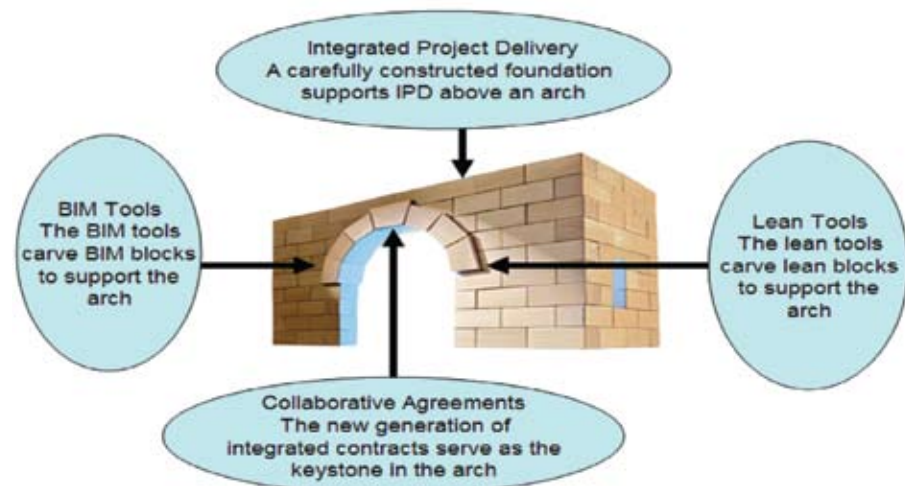 Integrated Project Delivery
A carefully constructed foundation
supports IPD above an arch
BIM Tools
The BIM tools
carve BIM blocks
to support the
arch
Lean Tools
The lean tools
carve lean blocks
to support the
arch
Collaborative Agreements
The new generation of
integrated contracts serve as the
keystone in the arch